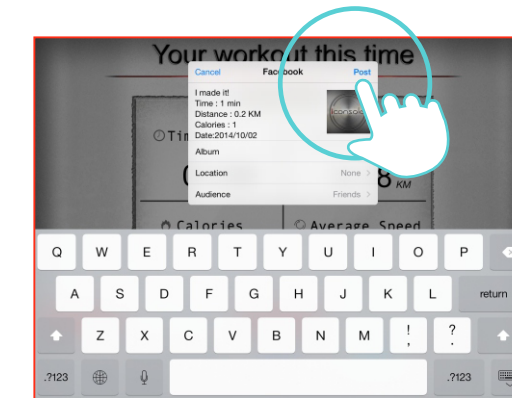 Your workout this time
Cancel Facebook Post
I made it!
Time : 1 min
Distance : 0.2 KM
Calories : 1
Date:2014/10/02
iconsole
Album
Location None >
Audience Friends >
Tim
8 KM
Calories Average Speed
Q W E R T Y U I O P
A S D F G H J K L return
Z X C V B N M ! , ? .
.?123 .?123